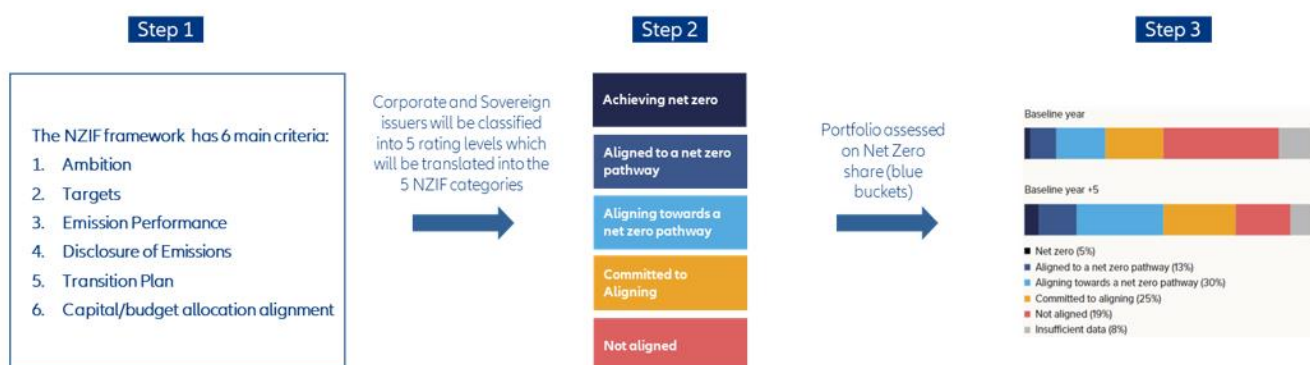 Step 1
The NZIF framework has 6 main criteria:
1. Ambition
2. Targets
3. Emission Performance
4. Disclosure of Emissions
5. Transition Plan
6. Capital/budget allocation alignment
Corporate and Sovereign
issuers will be classified
into 5 rating levels which
will be translated into the
5 NZIF categories
Step 2
Achieving net zero
Aligned to a net zero
pathway
Aligning towards a
net zero pathway
Committed to
Aligning
Not aligned
Portfolio assessed
on Net Zero
share (blue
buckets)
Step 3
Baseline year
Baseline year +5
Net zero (5%)
Aligned to a net zero pathway (13%)
Aligning towards a net zero pathway (30%)
Committed to aligning (25%)
Not aligned (19%)
Insufficient data (8%)